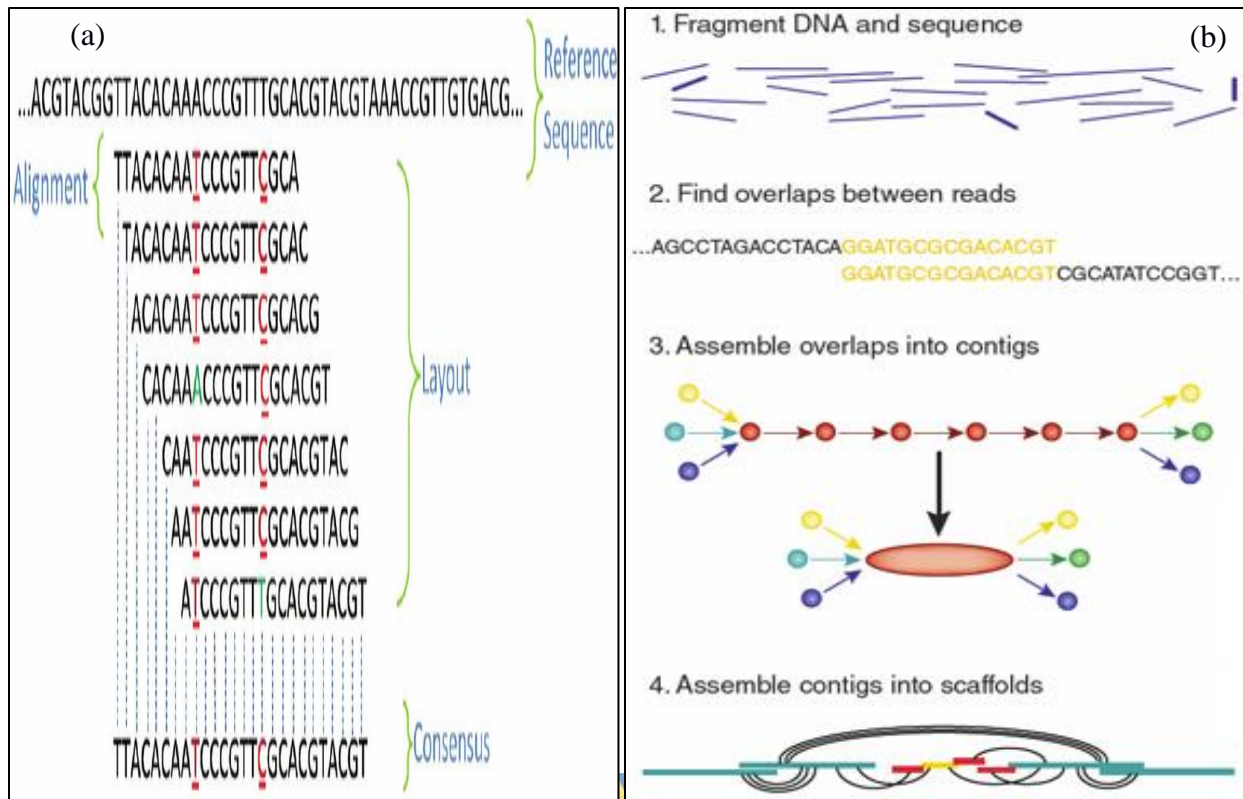 (a)
Reference
Sequence
...ACGTACGGTTACACAAACCCGTTTGCACGTACGTAAACCGTTGTGACG...
Alignment
TTACACAATCCCGTTCGCA
TACACAATCCCGTTCGCAC
ACACAATCCCGTTCGCACG
CACAAACCCGTTCGCACGT
Layout
CAATCCCGTTCGCACGTAC
AATCCCGTTCGCACGTACG
ATCCCGTTTGCACGTACGT
TTACACAATCCCGTTCGCACGTACGT
Consensus
(b)
1. Fragment DNA and sequence
2. Find overlaps between reads
...AGCCTAGACCTACAGGATGCGCGACACGT
GGATGCGCGACACGTCGCATATCCGGT...
3. Assemble overlaps into contigs
4. Assemble contigs into scaffolds